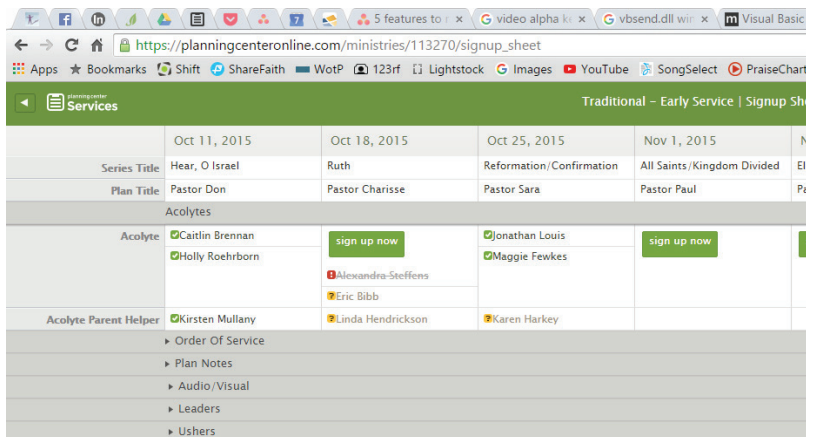 5 features to r
video alpha k
vbsend.dll win
Visual Basic
https://planningcenteronline.com/ministries/113270/signup_sheet
Apps Bookmarks Shift ShareFaith WotP 123rf Lightstock Images YouTube SongSelect PraiseChart
planning center
Services
Traditional - Early Service | Signup She
Oct 11, 2015 Oct 18, 2015 Oct 25, 2015 Nov 1, 2015 N
Series Title Hear, O Israel Ruth Reformation/Confirmation All Saints/Kingdom Divided El
Plan Title Pastor Don Pastor Charisse Pastor Sara Pastor Paul Pa
Acolytes
Acolyte Caitlin Brennan sign up now Jonathan Louis sign up now
Holly Roehrborn Maggie Fewkes
Alexandra Steffens
Eric Bibb
Acolyte Parent Helper Kirsten Mullany Linda Hendrickson Karen Harkey
Order Of Service
Plan Notes
Audio/Visual
Leaders
Ushers